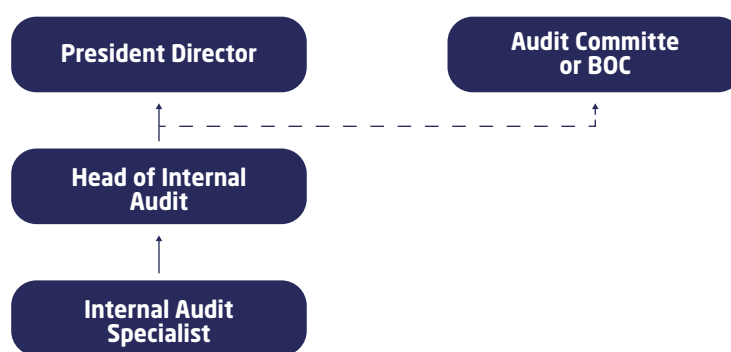 President Director
Audit Committe
or BOC
Head of Internal
Audit
Internal Audit
Specialist